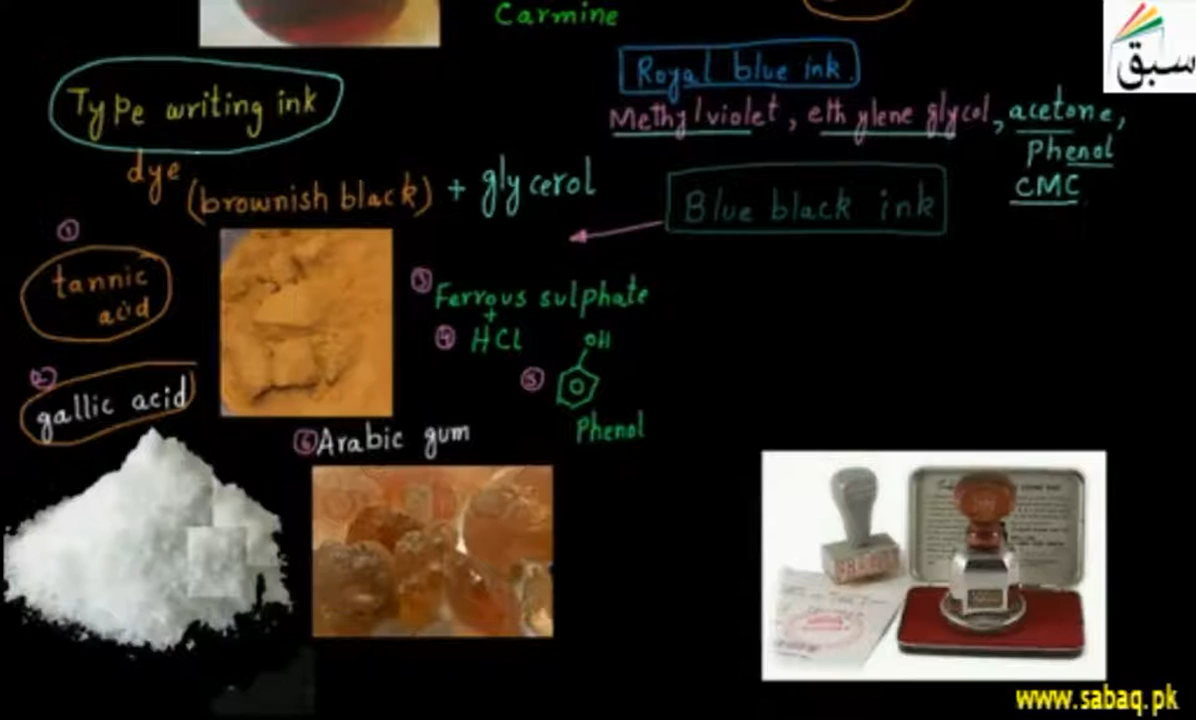 Carmine
Type writing ink
dye
(brownish black) + glycerol
Royal blue ink.
Methyl violet, ethylene glycol, acetone,
Phenol
CMC
Blue black ink
①
tannic
acid
②
gallic acid
③ Ferrous sulphate
+
④ HCl
OH
⑤
Phenol
⑥ Arabic gum
سبق
www.sabaq.pk